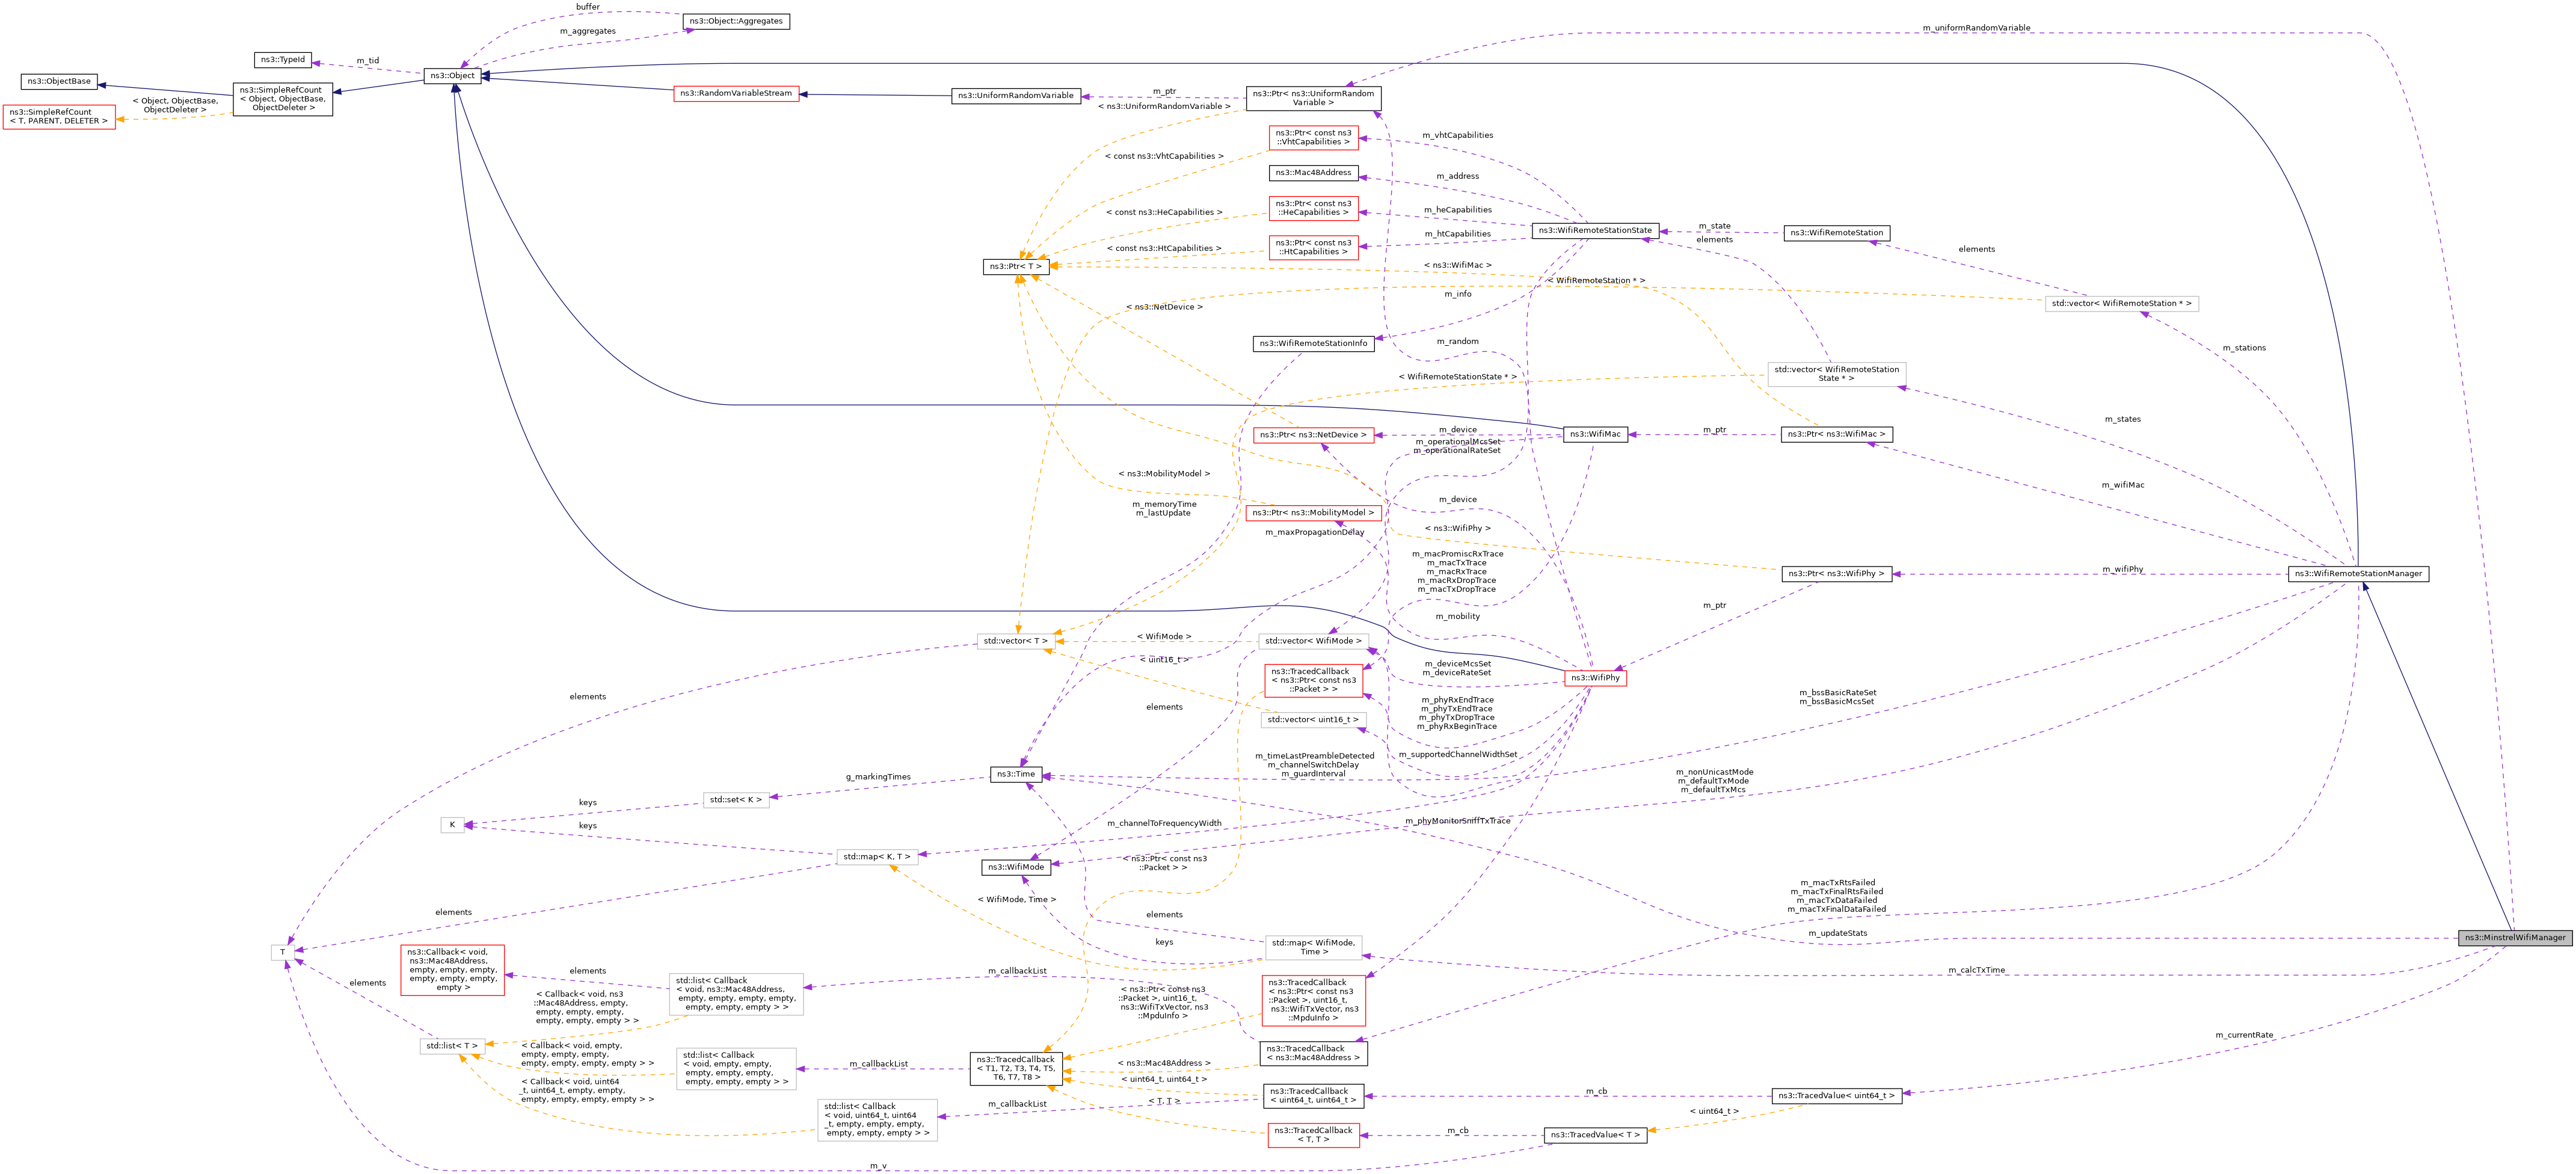 buffer
ns3::Object::Aggregates
m_uniformRandomVariable
m_aggregates
ns3::TypeId
m_tid
ns3::Object
ns3::ObjectBase
ns3::SimpleRefCount
< Object, ObjectBase,
ObjectDeleter >
< Object, ObjectBase,
ObjectDeleter >
ns3::SimpleRefCount
< T, PARENT, DELETER >
ns3::RandomVariableStream
ns3::UniformRandomVariable
m_ptr
ns3::Ptr< ns3::UniformRandom
Variable >
< ns3::UniformRandomVariable >
ns3::Ptr< const ns3
::VhtCapabilities >
m_vhtCapabilities
< const ns3::VhtCapabilities >
ns3::Mac48Address
m_address
ns3::Ptr< const ns3
::HeCapabilities >
m_heCapabilities
< const ns3::HeCapabilities >
ns3::WifiRemoteStationState
m_state
ns3::WifiRemoteStation
elements
m_htCapabilities
ns3::Ptr< const ns3
::HtCapabilities >
< const ns3::HtCapabilities >
elements
ns3::Ptr< T >
< ns3::WifiMac >
< WifiRemoteStation * >
m_info
< ns3::NetDevice >
std::vector< WifiRemoteStation * >
ns3::WifiRemoteStationInfo
m_random
m_stations
< WifiRemoteStationState * >
std::vector< WifiRemoteStation
State * >
m_states
ns3::Ptr< ns3::NetDevice >
m_device
m_operationalMcsSet
m_operationalRateSet
ns3::WifiMac
m_ptr
ns3::Ptr< ns3::WifiMac >
< ns3::MobilityModel >
m_wifiMac
m_memoryTime
m_lastUpdate
ns3::Ptr< ns3::MobilityModel >
m_device
m_maxPropagationDelay
< ns3::WifiPhy >
m_macPromiscRxTrace
m_macTxTrace
m_macRxTrace
m_macRxDropTrace
m_macTxDropTrace
ns3::Ptr< ns3::WifiPhy >
m_wifiPhy
ns3::WifiRemoteStationManager
m_ptr
m_mobility
std::vector< T >
< WifiMode >
std::vector< WifiMode >
< uint16_t >
m_deviceMcsSet
m_deviceRateSet
ns3::WifiPhy
ns3::TracedCallback
< ns3::Ptr< const ns3
::Packet > >
elements
elements
m_phyRxEndTrace
m_phyTxEndTrace
m_phyTxDropTrace
m_phyRxBeginTrace
m_bssBasicRateSet
m_bssBasicMcsSet
std::vector< uint16_t >
m_supportedChannelWidthSet
m_timeLastPreambleDetected
m_channelSwitchDelay
m_guardInterval
ns3::Time
g_markingTimes
m_nonUnicastMode
m_defaultTxMode
m_defaultTxMcs
std::set< K >
keys
K
keys
m_channelToFrequencyWidth
m_phyMonitorSniffTxTrace
std::map< K, T >
< ns3::Ptr< const ns3
::Packet > >
ns3::WifiMode
m_macTxRtsFailed
m_macTxFinalRtsFailed
m_macTxDataFailed
m_macTxFinalDataFailed
< WifiMode, Time >
elements
elements
m_updateStats
ns3::MinstrelWifiManager
T
keys
std::map< WifiMode,
Time >
ns3::Callback< void,
ns3::Mac48Address,
empty, empty, empty,
empty, empty, empty,
empty >
elements
m_callbackList
m_calcTxTime
elements
std::list< Callback
< void, ns3::Mac48Address,
empty, empty, empty, empty,
empty, empty, empty > >
< Callback< void, ns3
::Mac48Address, empty,
empty, empty, empty,
empty, empty, empty > >
< ns3::Ptr< const ns3
::Packet >, uint16_t,
ns3::WifiTxVector, ns3
::MpduInfo >
ns3::TracedCallback
< ns3::Ptr< const ns3
::Packet >, uint16_t,
ns3::WifiTxVector, ns3
::MpduInfo >
m_currentRate
std::list< T >
< Callback< void, empty,
empty, empty, empty,
empty, empty, empty, empty > >
std::list< Callback
< void, empty, empty,
empty, empty, empty,
empty, empty, empty > >
m_callbackList
ns3::TracedCallback
< T1, T2, T3, T4, T5,
T6, T7, T8 >
< ns3::Mac48Address >
ns3::TracedCallback
< ns3::Mac48Address >
< uint64_t, uint64_t >
< Callback< void, uint64
_t, uint64_t, empty, empty,
empty, empty, empty, empty > >
ns3::TracedCallback
< uint64_t, uint64_t >
m_cb
ns3::TracedValue< uint64_t >
std::list< Callback
< void, uint64_t, uint64
_t, empty, empty, empty,
empty, empty, empty > >
m_callbackList
< T, T >
< uint64_t >
ns3::TracedCallback
< T, T >
m_cb
ns3::TracedValue< T >
m_v